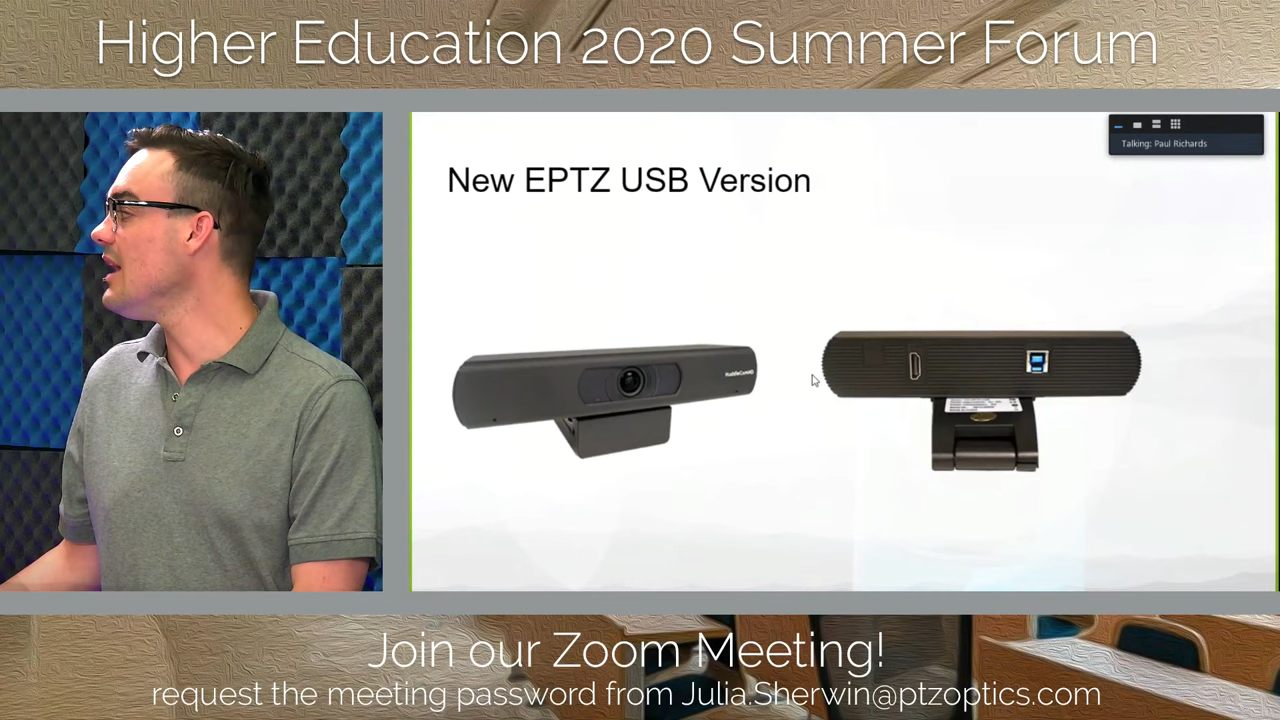 Higher Education 2020 Summer Forum
Talking: Paul Richards
New EPTZ USB Version
HuddleCamHD
Join our Zoom Meeting!
request the meeting password from Julia.Sherwin@ptzoptics.com